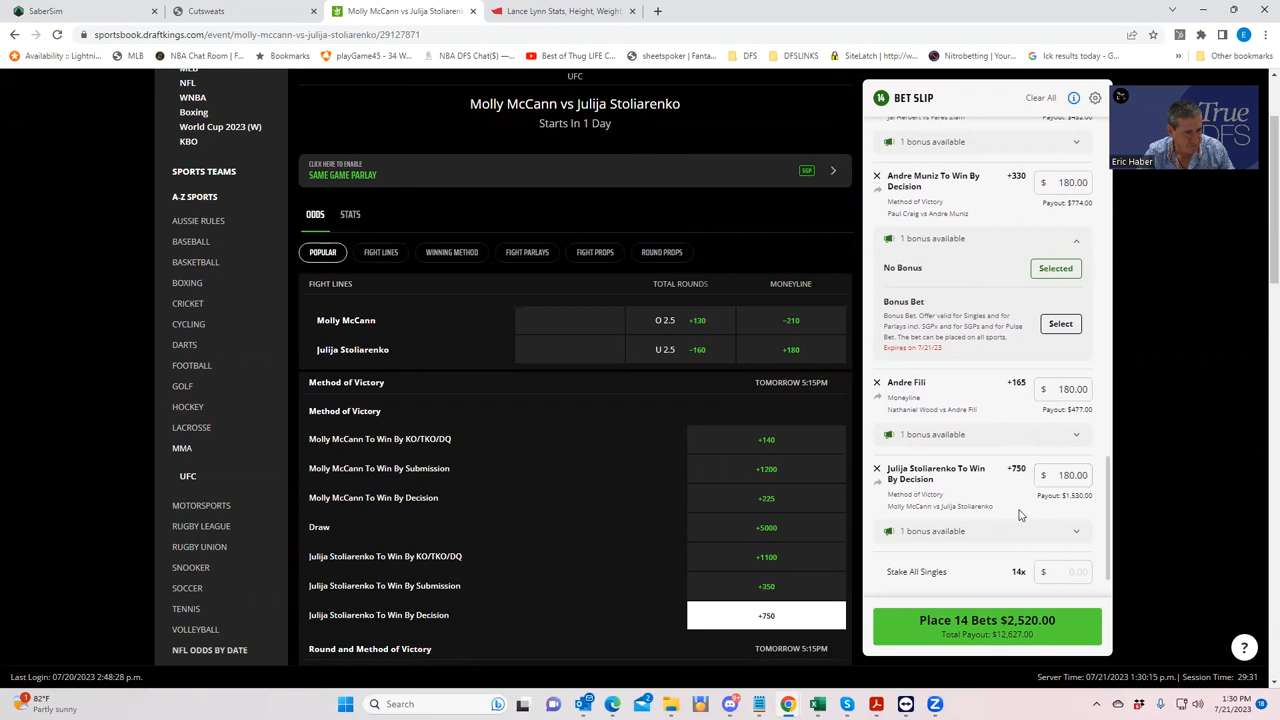 SaberSim
Cutsweats
Molly McCann vs Julija Stoliarenko
Lance Lynn Stats, Height, Weight,
sportsbook.draftkings.com/event/molly-mccann-vs-julija-stoliarenko/29127871
Availability :: Lightnin...
MLB
NBA Chat Room / F...
Bookmarks
playGame45 - 34 W...
NBA DFS Chat!!
Best of Thug LIFE C...
sheetspoker: (
DFS
DFSLINKS
SiteLatch (http://w...
Nitrobetting | Your...
Ick results today - G...
Other bookmarks
MLB
NFL
WNBA
Boxing
World Cup 2023 (W)
KBO
SPORTS TEAMS
A-Z SPORTS
AUSSIE RULES
BASEBALL
BASKETBALL
BOXING
CRICKET
CYCLING
DARTS
FOOTBALL
GOLF
HOCKEY
LACROSSE
MMA
UFC
MOTORSPORTS
RUGBY LEAGUE
RUGBY UNION
SNOOKER
SOCCER
TENNIS
VOLLEYBALL
NFL ODDS BY DATE
UFC
Molly McCann vs Julija Stoliarenko
Starts In 1 Day
CLICK HERE TO ENABLE
SAME GAME PARLAY
SGP
ODDS STATS
POPULAR FIGHT LINES WINNING METHOD FIGHT PARLAYS FIGHT PROPS ROUND PROPS
FIGHT LINES TOTAL ROUNDS MONEYLINE
Molly McCann O 2.5 +130 −210
Julija Stoliarenko U 2.5 −160 +180
Method of Victory TOMORROW 5:15PM
Method of Victory
Molly McCann To Win By KO/TKO/DQ +140
Molly McCann To Win By Submission +1200
Molly McCann To Win By Decision +225
Draw +5000
Julija Stoliarenko To Win By KO/TKO/DQ +1100
Julija Stoliarenko To Win By Submission +350
Julija Stoliarenko To Win By Decision +750
Round and Method of Victory TOMORROW 5:15PM
14 BET SLIP Clear All
1 bonus available
Andre Muniz To Win By +330 $ 180.00
Decision
Method of Victory Payout: $774.00
Paul Craig vs Andre Muniz
1 bonus available
No Bonus Selected
Bonus Bet
Bonus Bet. Offer valid for Singles and for
Parlays incl. SGPx and for SGPs and for Pulse
Bet. The bet can be placed on all sports.
Expires on 7/21/23
Select
Andre Fili +165 $ 180.00
Moneyline Payout: $477.00
Nathaniel Wood vs Andre Fili
1 bonus available
Julija Stoliarenko To Win +750 $ 180.00
By Decision
Method of Victory Payout: $1,530.00
Molly McCann vs Julija Stoliarenko
1 bonus available
Stake All Singles 14x $ 0.00
Place 14 Bets $2,520.00
Total Payout: $12,627.00
True
Eric Haber
?
Last Login: 07/20/2023 2:48:28 p.m.
Server Time: 07/21/2023 1:30:15 p.m. | Session Time: 29:31
82°F
Partly sunny
Search
1:30 PM
7/21/2023